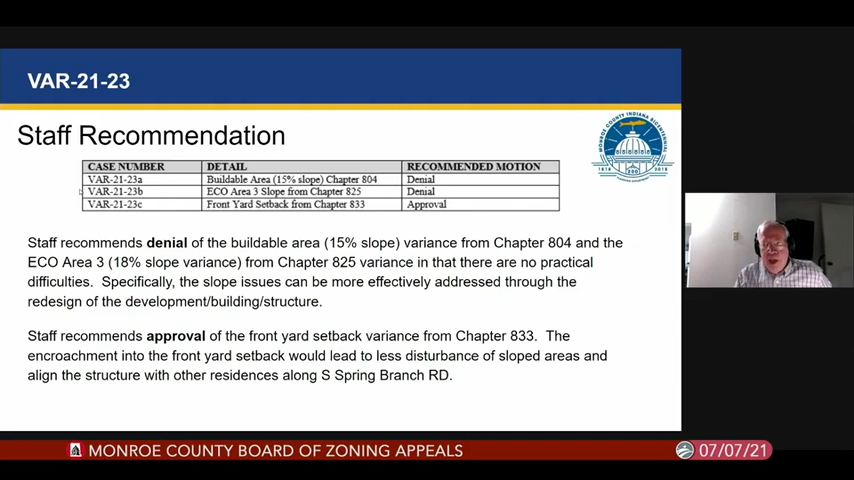 VAR-21-23
Staff Recommendation
CASE NUMBER DETAIL RECOMMENDED MOTION
VAR-21-23a Buildable Area (15% slope) Chapter 804 Denial
VAR-21-23b ECO Area 3 Slope from Chapter 825 Denial
VAR-21-23c Front Yard Setback from Chapter 833 Approval
MONROE COUNTY INDIANA BICENTENNIAL
1818 2018
200
Staff recommends denial of the buildable area (15% slope) variance from Chapter 804 and the
ECO Area 3 (18% slope variance) from Chapter 825 variance in that there are no practical
difficulties. Specifically, the slope issues can be more effectively addressed through the
redesign of the development/building/structure.
Staff recommends approval of the front yard setback variance from Chapter 833. The
encroachment into the front yard setback would lead to less disturbance of sloped areas and
align the structure with other residences along S Spring Branch RD.
MONROE COUNTY BOARD OF ZONING APPEALS
07/07/21